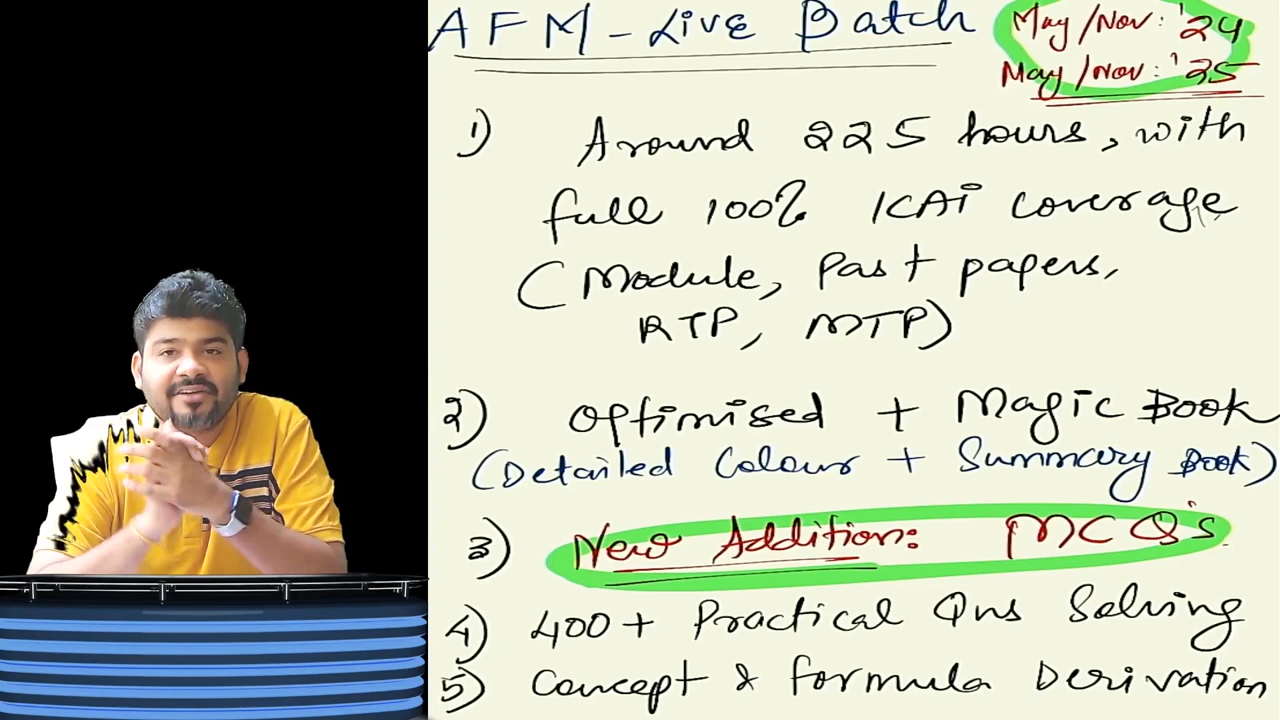 AFM - Live Batch
May/Nov: '24
May/Nov: '25
1) Around 225 hours, with
full 100% ICAI coverage
(Module, Past papers,
RTP, MTP)
2) Optimised + Magic Book
(Detailed Colour + Summary Book)
3) New Addition: MCQ's.
4) 400+ Practical Qns Solving
5) Concept & formula Derivation